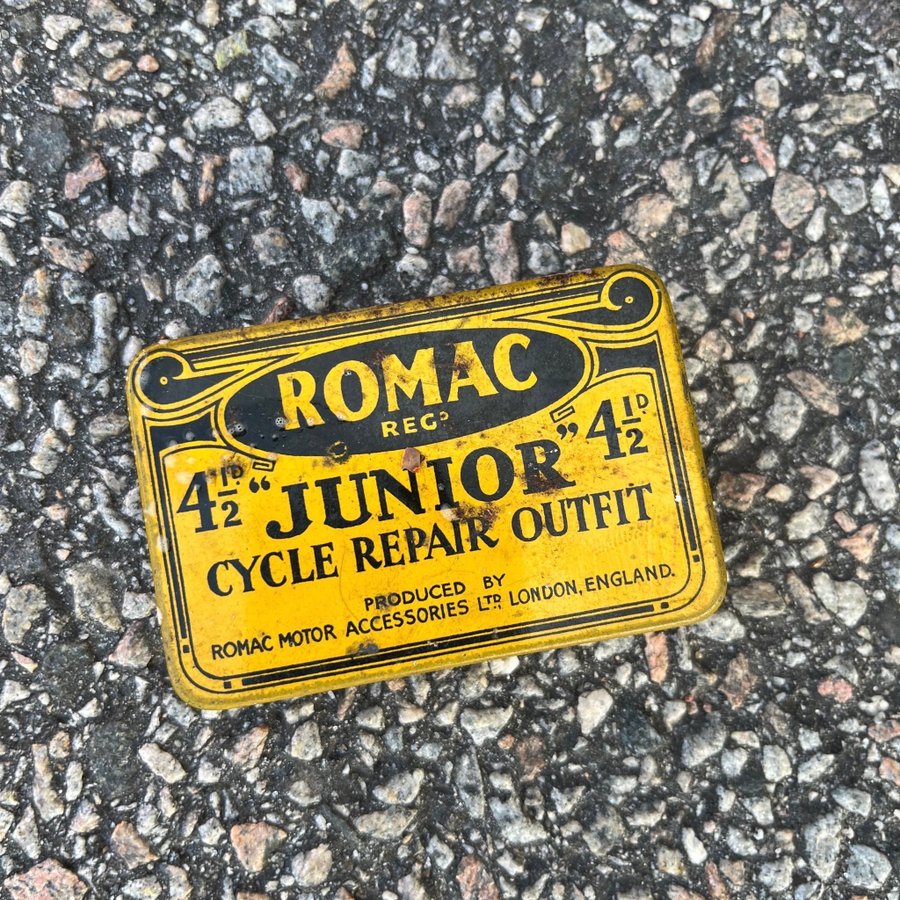 ROMAC
REGᴰ
4½ᴰ "JUNIOR" 4½ᴰ
CYCLE REPAIR OUTFIT
PRODUCED BY
ROMAC MOTOR ACCESSORIES Lᵀᴰ LONDON, ENGLAND.